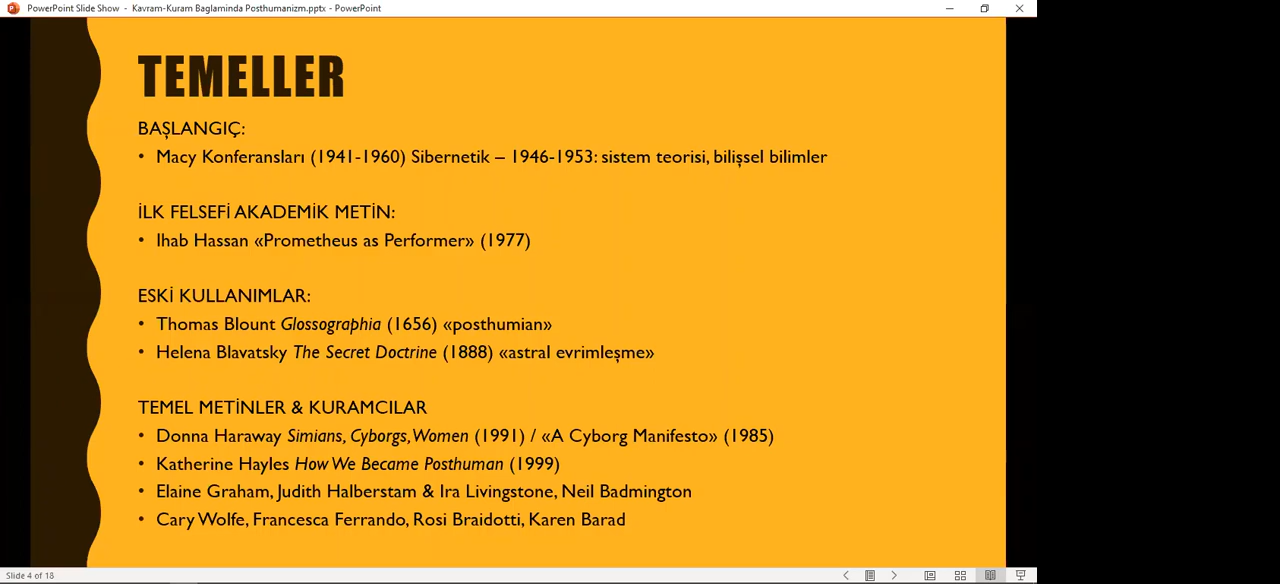 PowerPoint Slide Show - Kavram-Kuram Baglaminda Posthumanizm.pptx - PowerPoint
TEMELLER
BAŞLANGIÇ:
• Macy Konferansları (1941-1960) Sibernetik – 1946-1953: sistem teorisi, bilişsel bilimler
İLK FELSEFİ AKADEMİK METİN:
• Ihab Hassan «Prometheus as Performer» (1977)
ESKİ KULLANIMLAR:
• Thomas Blount Glossographia (1656) «posthumian»
• Helena Blavatsky The Secret Doctrine (1888) «astral evrimleşme»
TEMEL METİNLER & KURAMCILAR
• Donna Haraway Simians, Cyborgs, Women (1991) / «A Cyborg Manifesto» (1985)
• Katherine Hayles How We Became Posthuman (1999)
• Elaine Graham, Judith Halberstam & Ira Livingstone, Neil Badmington
• Cary Wolfe, Francesca Ferrando, Rosi Braidotti, Karen Barad
Slide 4 of 18